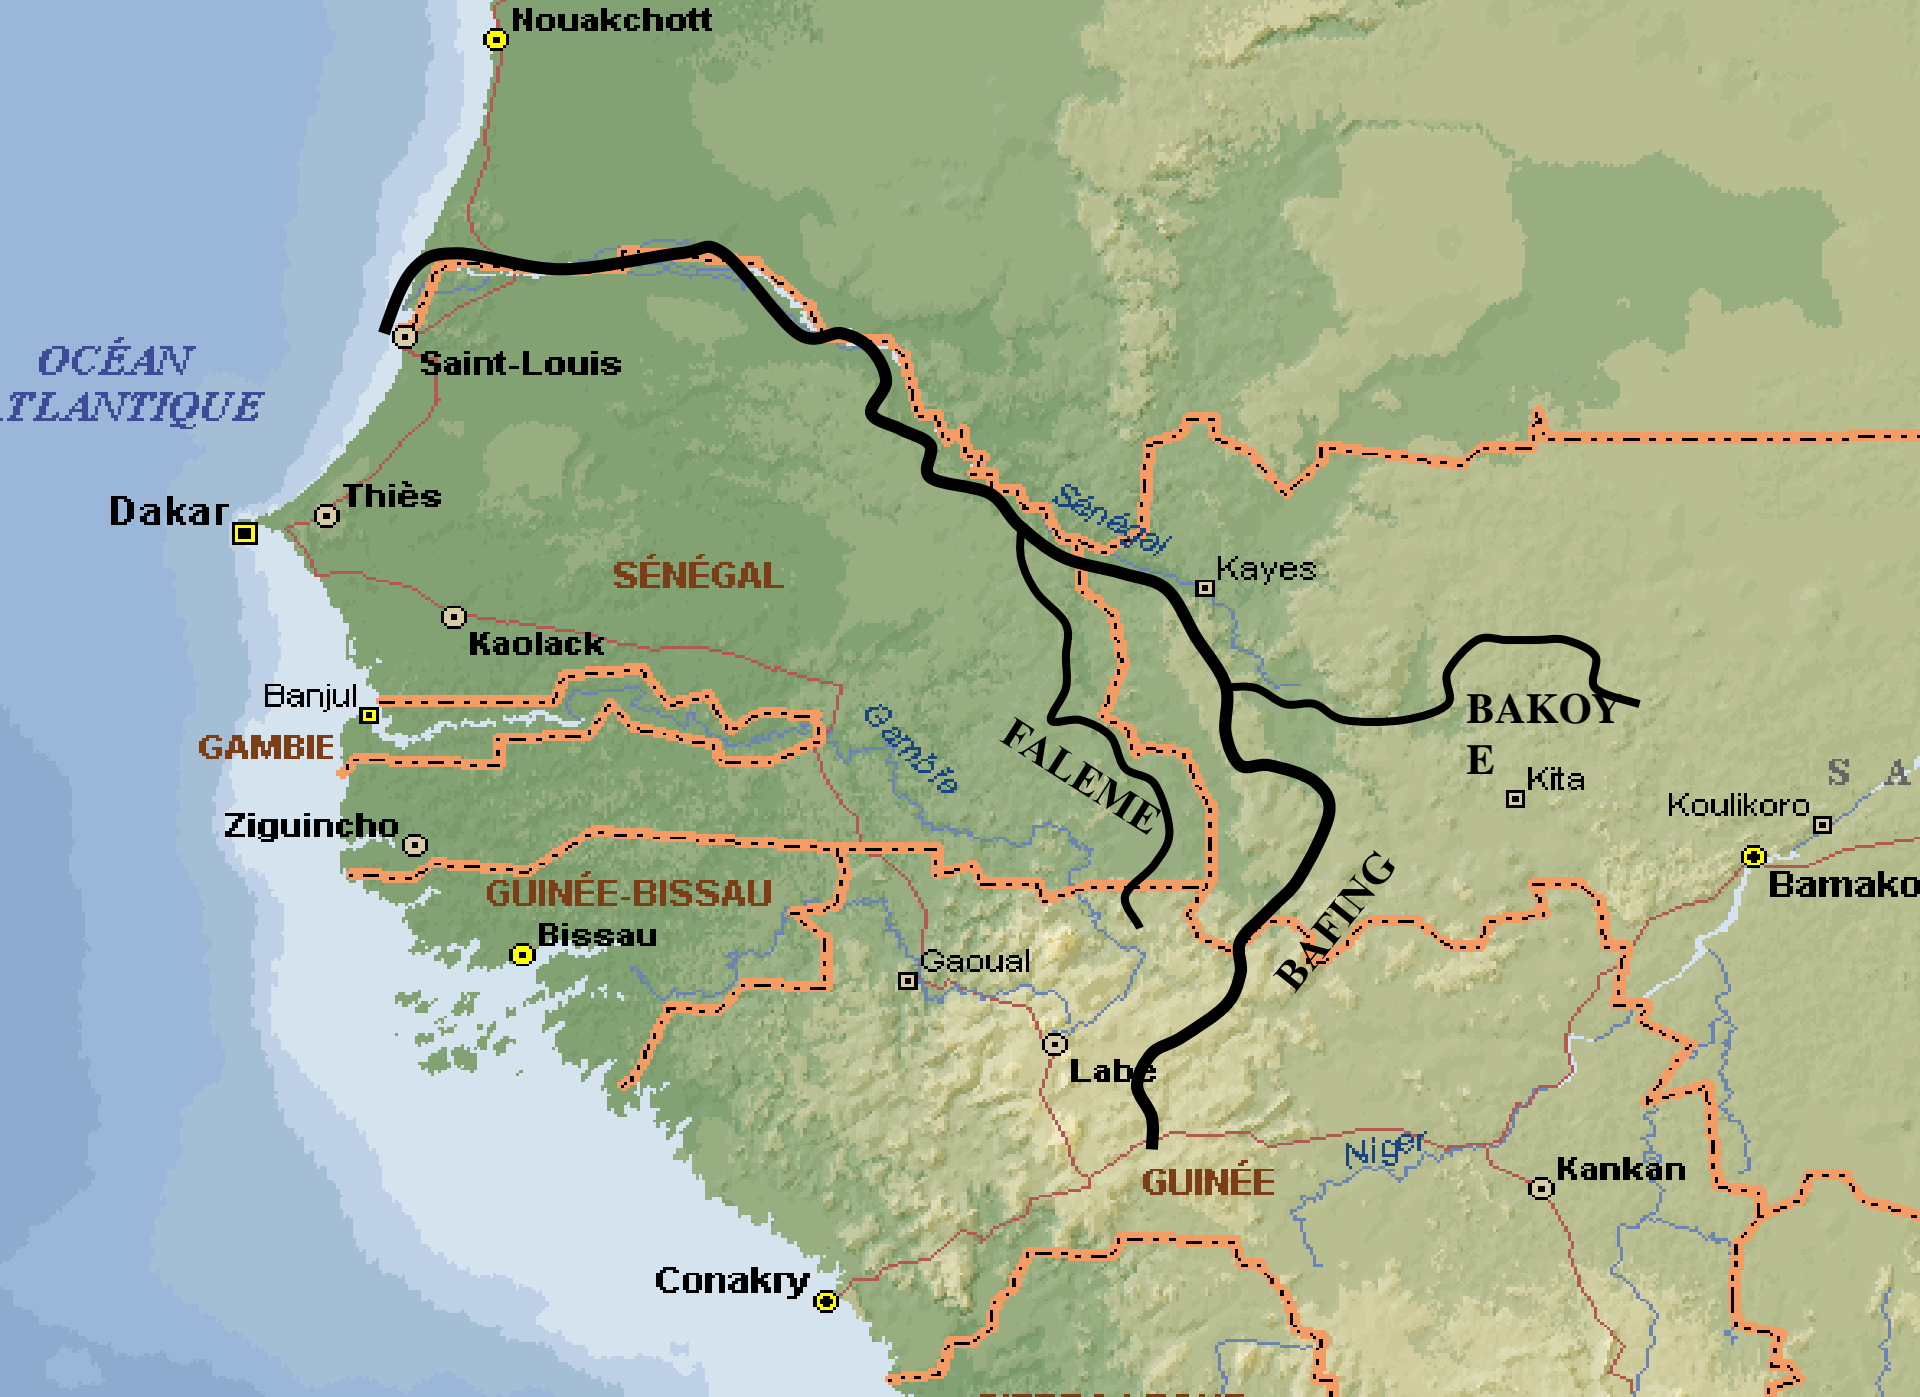 Nouakchott
OCÉAN
TLANTIQUE
Saint-Louis
Thiès
Dakar
Sénégal
Kayes
SÉNÉGAL
Kaolack
Banjul
GAMBIE
Gambie
FALEME
BAKOY
E
Kita
S A
Koulikoro
Bamako
Ziguincho
GUINÉE-BISSAU
Bissau
BAFING
Gaoual
Labé
Niger
GUINÉE
Kankan
Conakry